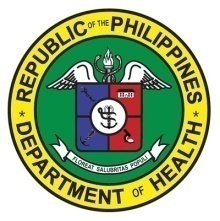 REPUBLIC OF THE PHILIPPINES
FLOREAT SALUBRITAS POPULI
DEPARTMENT OF HEALTH